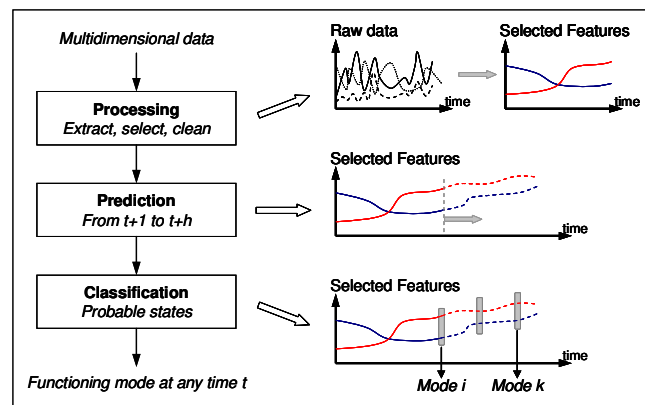 Multidimensional data
Processing
Extract, select, clean
Prediction
From t+1 to t+h
Classification
Probable states
Functioning mode at any time t
Raw data
time
Selected Features
time
Selected Features
time
Selected Features
time
Mode i
Mode k